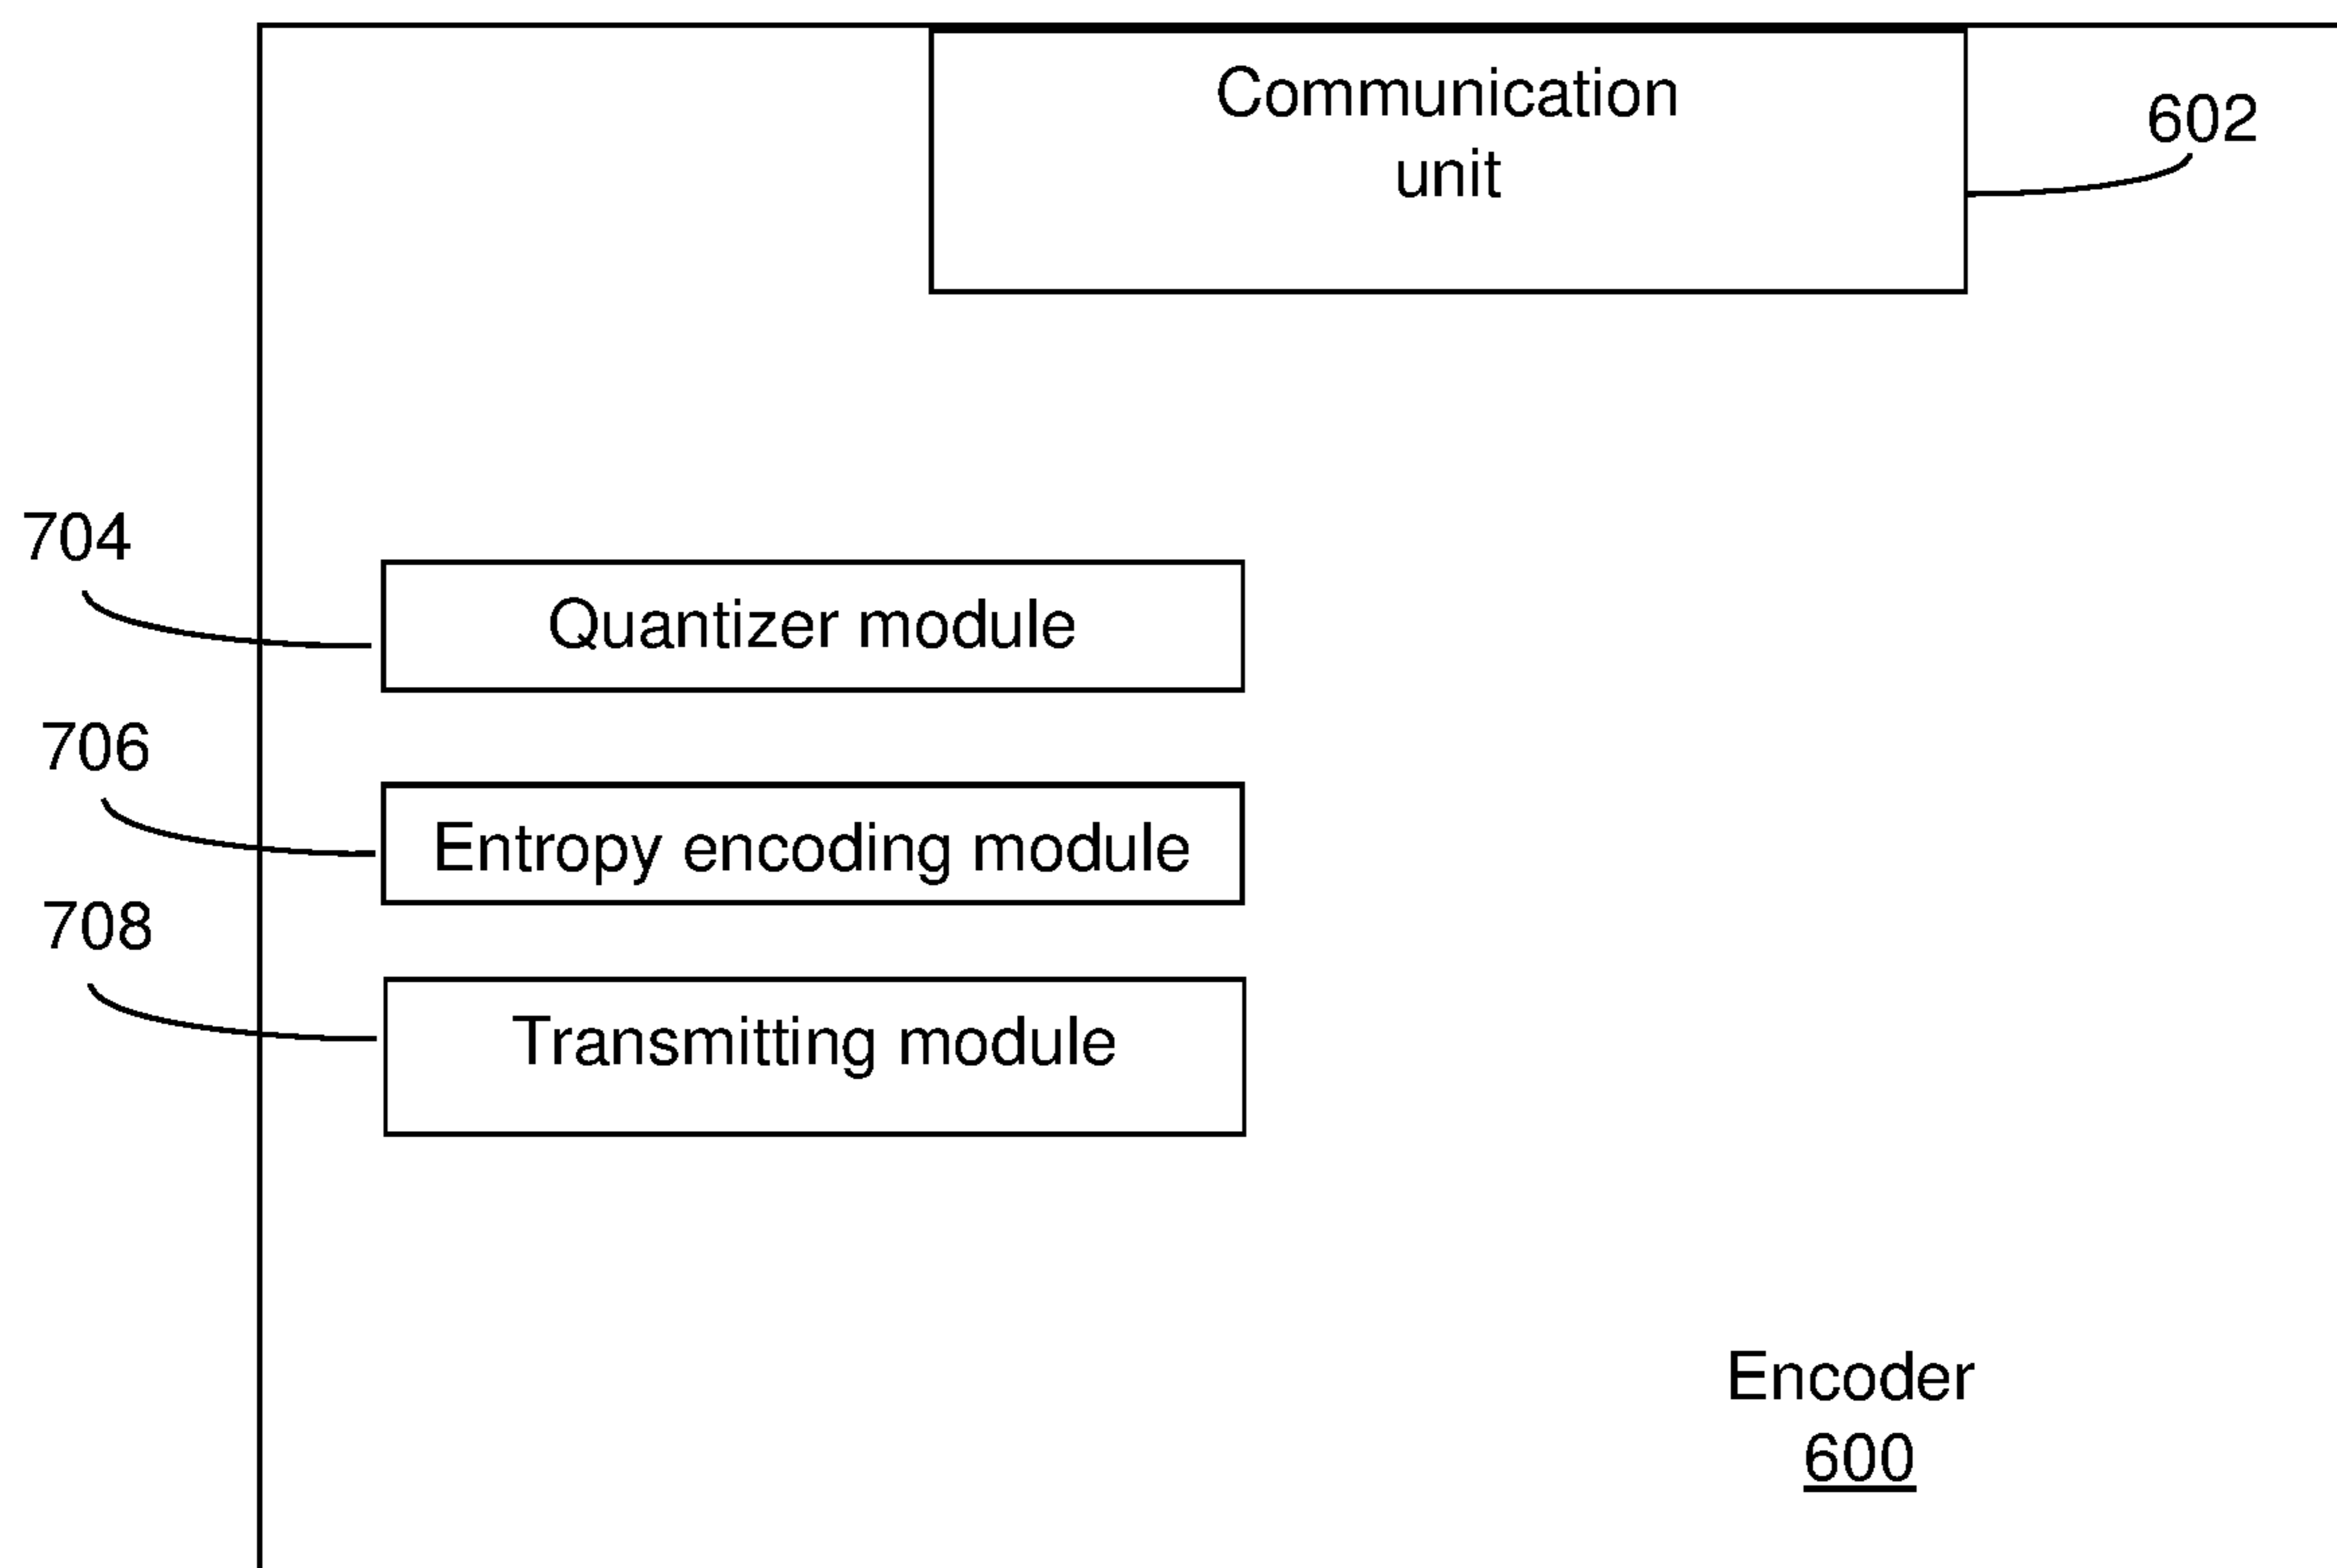 Communication
unit
602
704
Quantizer module
706
Entropy encoding module
708
Transmitting module
Encoder
600